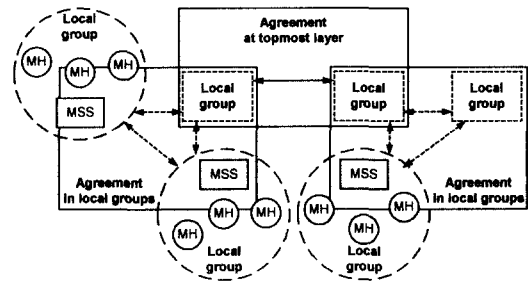 Local
group
MH
MH
MH
MSS
Agreement
at topmost layer
Local
group
Local
group
Local
group
Agreement
in local groups
MSS
MH
MH
MH
Local
group
MSS
MH
MH
MH
Local
group
Agreement
in local groups